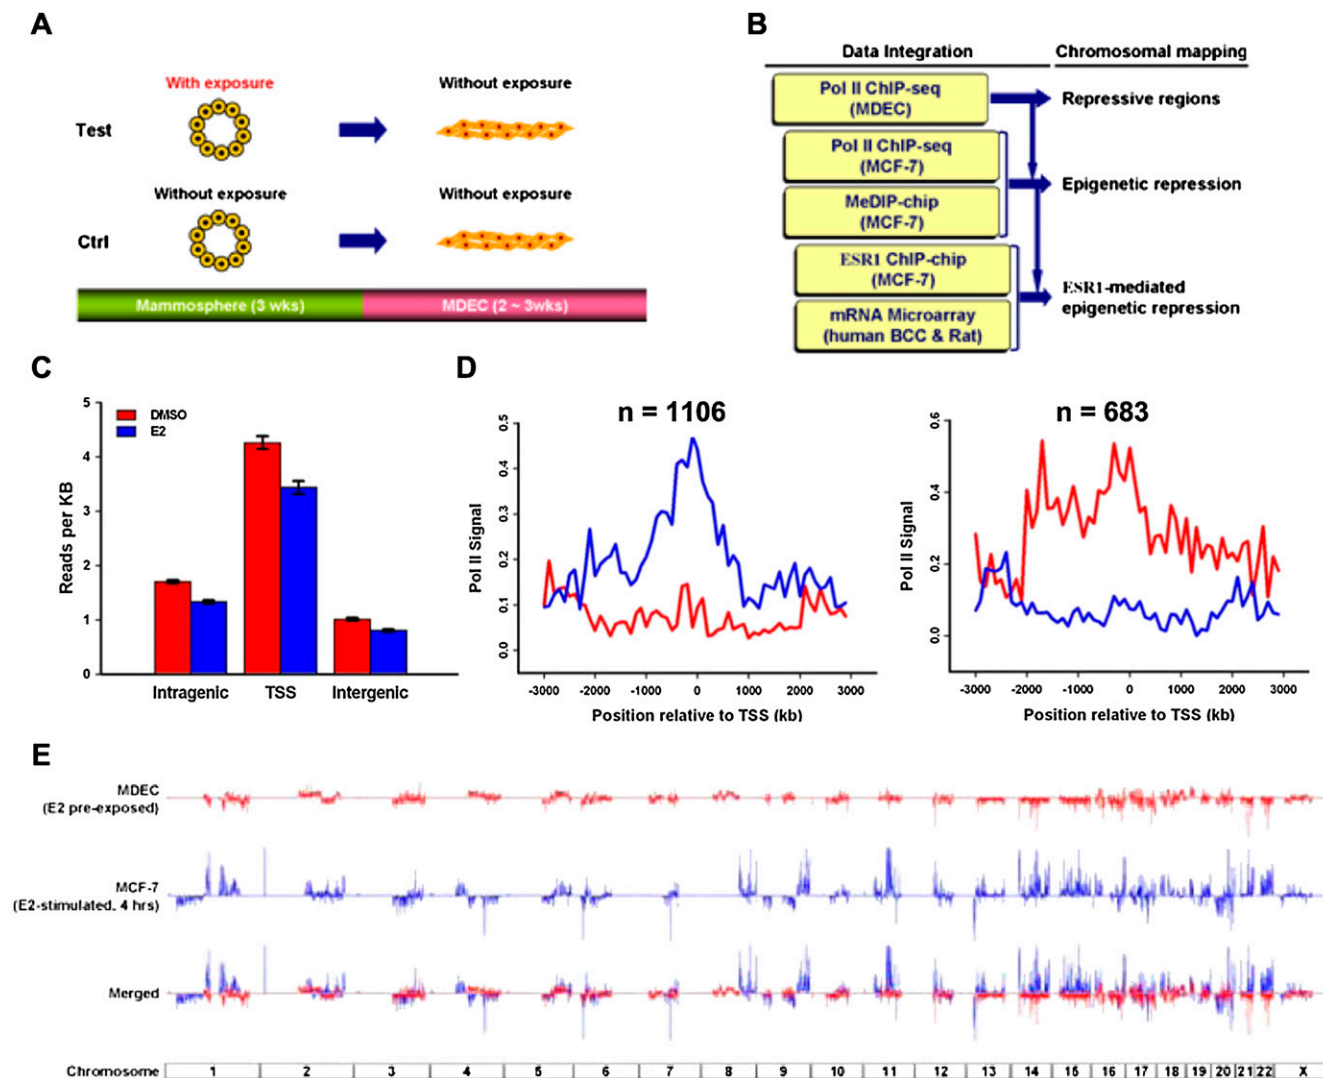 A
With exposure
Without exposure
Test
Without exposure
Without exposure
Ctrl
Mammosphere (3 wks)
MDEC (2 ~ 3wks)
B
Data Integration
Chromosomal mapping
Pol II ChIP-seq
(MDEC)
Repressive regions
Pol II ChIP-seq
(MCF-7)
Epigenetic repression
MeDIP-chip
(MCF-7)
ESR1 ChIP-chip
(MCF-7)
ESR1-mediated
epigenetic repression
mRNA Microarray
(human BCC & Rat)
C
Reads per KB
5
4
3
2
1
0
DMSO
E2
Intragenic
TSS
Intergenic
D
n = 1106
Pol II Signal
0.5
0.4
0.3
0.2
0.1
0.0
-3000 -2000 -1000 0 1000 2000 3000
Position relative to TSS (kb)
n = 683
Pol II Signal
0.6
0.4
0.2
0.0
-3000 -2000 -1000 0 1000 2000 3000
Position relative to TSS (kb)
E
MDEC
(E2 pre-exposed)
MCF-7
(E2-stimulated. 4 hrs)
Merged
Chromosome 1 2 3 4 5 6 7 8 9 10 11 12 13 14 15 16 17 18 19 20 21 22 X